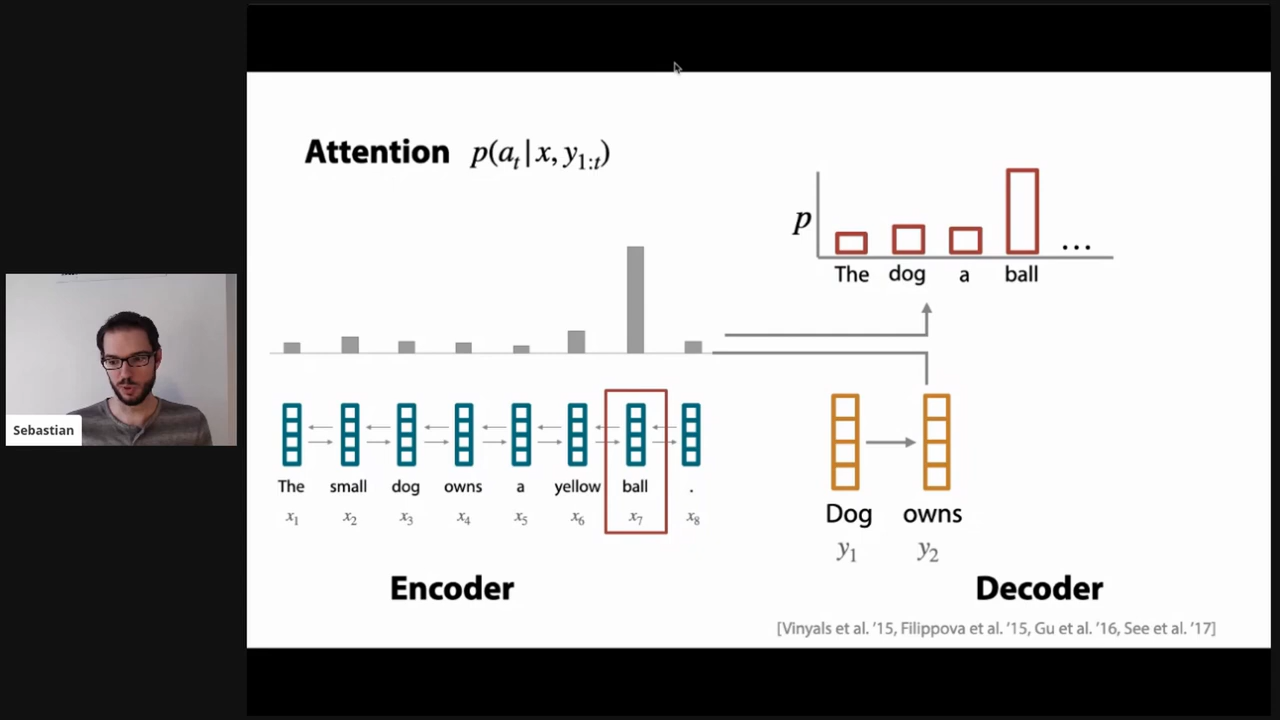 Attention p(a_t|x, y_{1:t})
p
The dog a ball ...
The small dog owns a yellow ball .
x_1 x_2 x_3 x_4 x_5 x_6 x_7 x_8
Dog owns
y_1 y_2
Encoder
Decoder
[Vinyals et al. '15, Filippova et al. '15, Gu et al. '16, See et al. '17]
Sebastian